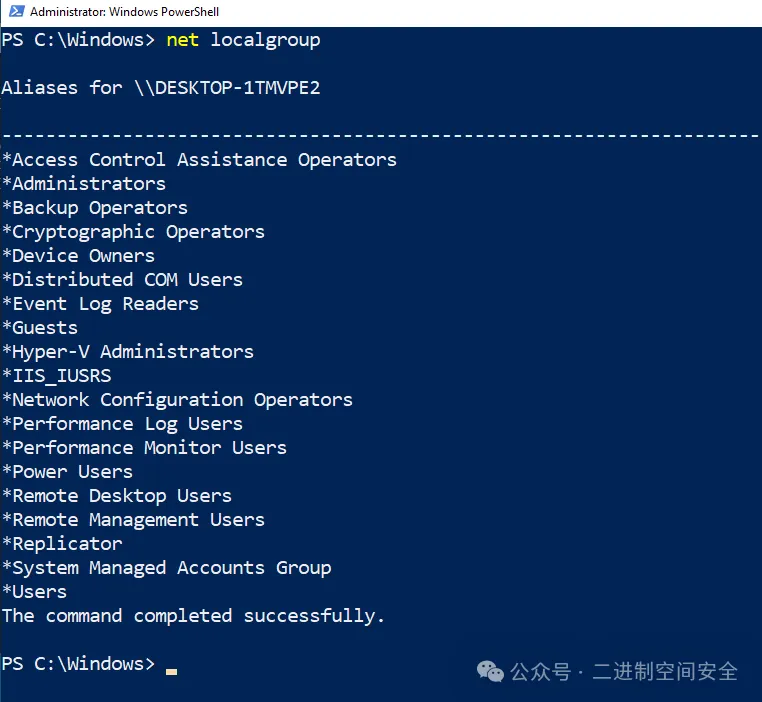 Administrator: Windows PowerShell
PS C:\Windows> net localgroup
Aliases for \\DESKTOP-1TMVPE2
-------------------------------------------------------------------------------
*Access Control Assistance Operators
*Administrators
*Backup Operators
*Cryptographic Operators
*Device Owners
*Distributed COM Users
*Event Log Readers
*Guests
*Hyper-V Administrators
*IIS_IUSRS
*Network Configuration Operators
*Performance Log Users
*Performance Monitor Users
*Power Users
*Remote Desktop Users
*Remote Management Users
*Replicator
*System Managed Accounts Group
*Users
The command completed successfully.
PS C:\Windows>
公众号 · 二进制空间安全